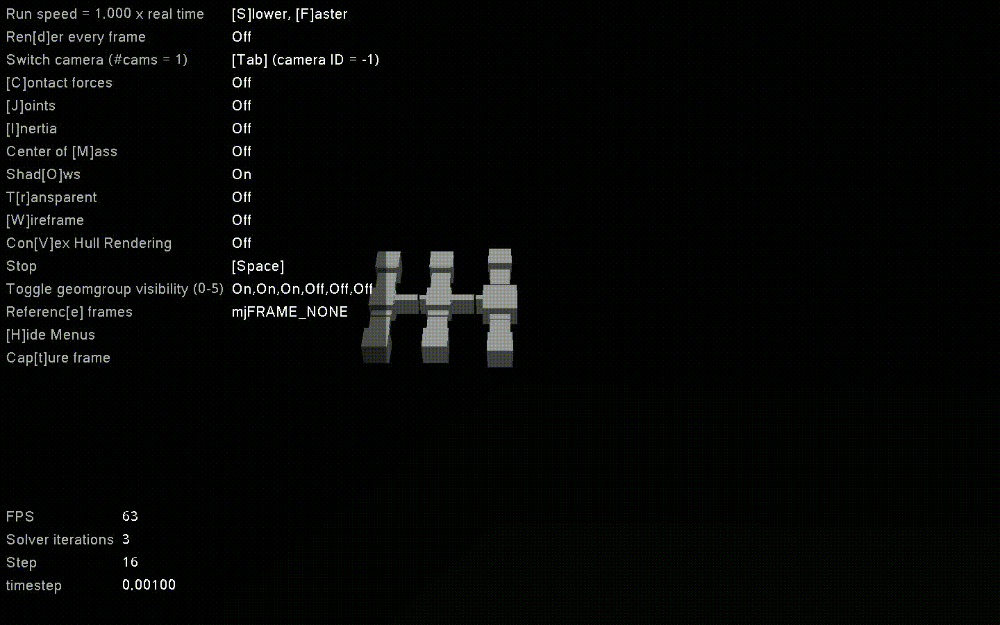 Run speed = 1.000 x real time [S]lower, [F]aster
Ren[d]er every frame Off
Switch camera (#cams = 1) [Tab] (camera ID = -1)
[C]ontact forces Off
[J]oints Off
[I]nertia Off
Center of [M]ass Off
Shad[O]ws On
T[r]ansparent Off
[W]ireframe Off
Con[V]ex Hull Rendering Off
Stop [Space]
Toggle geomgroup visibility (0-5) On,On,On,Off,Off,Off
Referenc[e] frames mjFRAME_NONE
[H]ide Menus
Cap[t]ure frame
FPS 63
Solver iterations 3
Step 16
timestep 0.00100